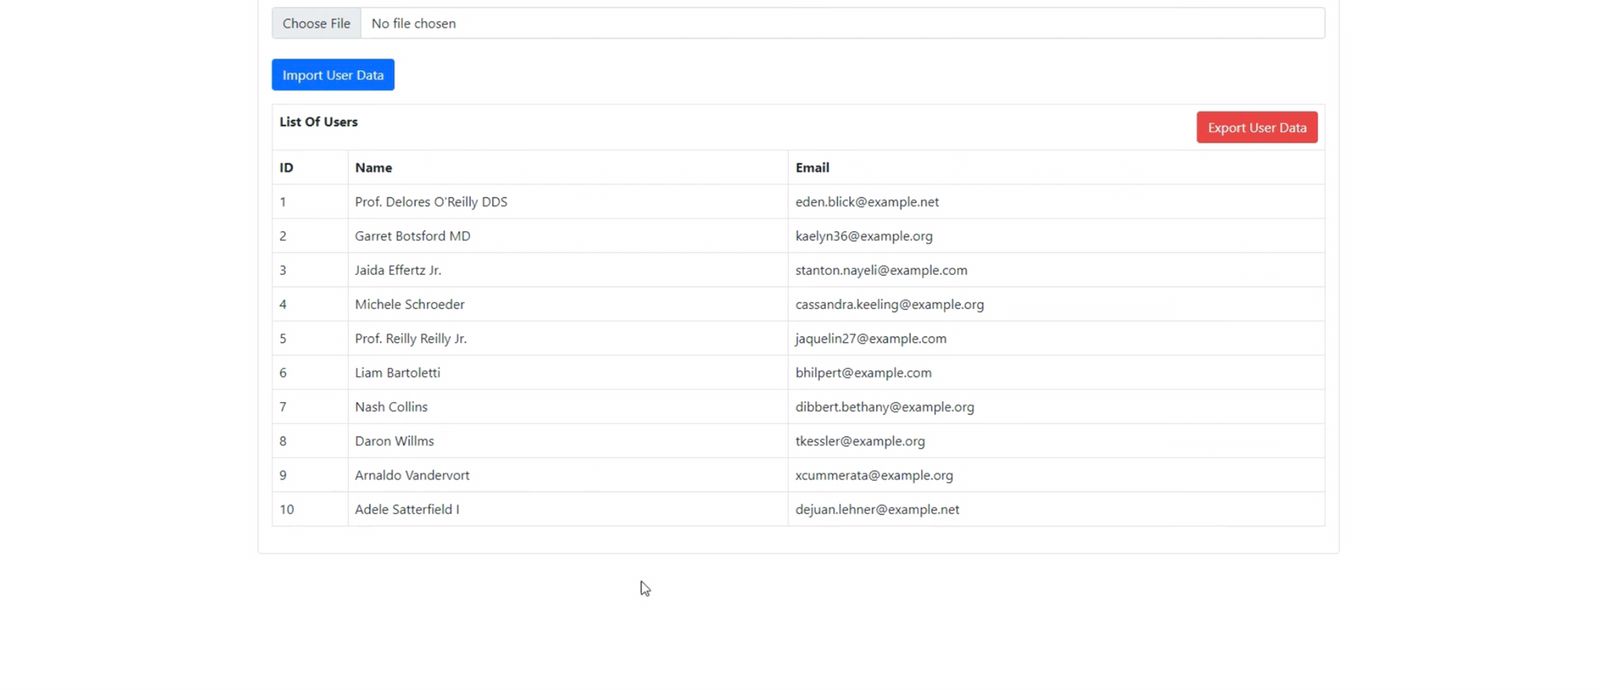 Choose File No file chosen
Import User Data
List Of Users Export User Data
ID Name Email
1 Prof. Delores O'Reilly DDS eden.blick@example.net
2 Garret Botsford MD kaelyn36@example.org
3 Jaida Effertz Jr. stanton.nayeli@example.com
4 Michele Schroeder cassandra.keeling@example.org
5 Prof. Reilly Reilly Jr. jaquelin27@example.com
6 Liam Bartoletti bhilpert@example.com
7 Nash Collins dibbert.bethany@example.org
8 Daron Willms tkessler@example.org
9 Arnaldo Vandervort xcummerata@example.org
10 Adele Satterfield I dejuan.lehner@example.net